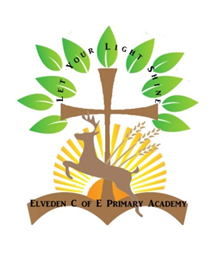 Let Your Light Shine
Elveden C of E Primary Academy